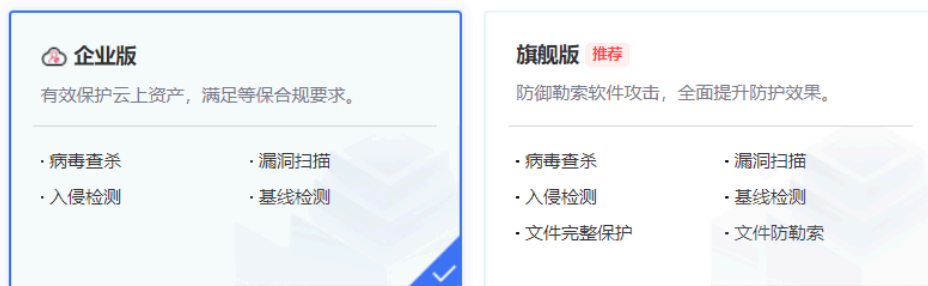 企业版
有效保护云上资产，满足等保合规要求。
· 病毒查杀
· 漏洞扫描
· 入侵检测
· 基线检测
旗舰版 推荐
防御勒索软件攻击，全面提升防护效果。
· 病毒查杀
· 漏洞扫描
· 入侵检测
· 基线检测
· 文件完整保护
· 文件防勒索